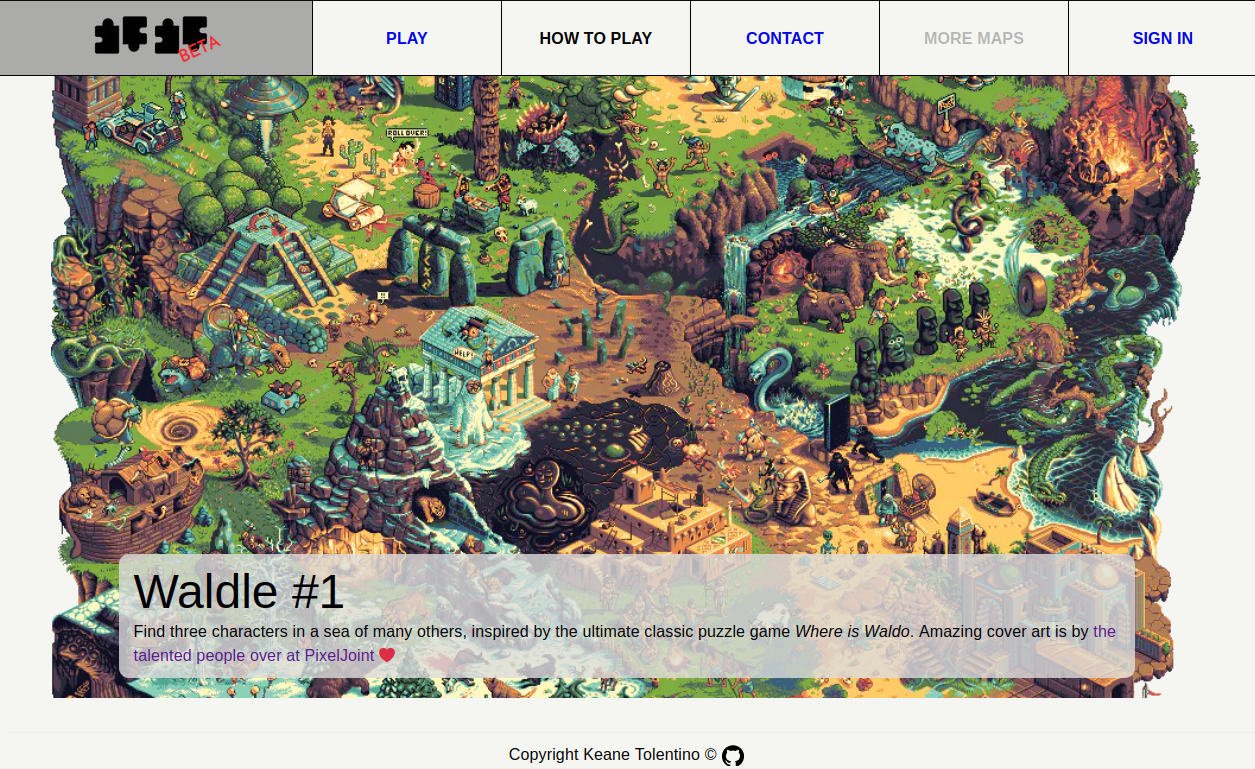 BETA
PLAY
HOW TO PLAY
CONTACT
MORE MAPS
SIGN IN
ROLL OVER!
HELP!
Waldle #1
Find three characters in a sea of many others, inspired by the ultimate classic puzzle game Where is Waldo. Amazing cover art is by the
talented people over at PixelJoint ❤
Copyright Keane Tolentino ©